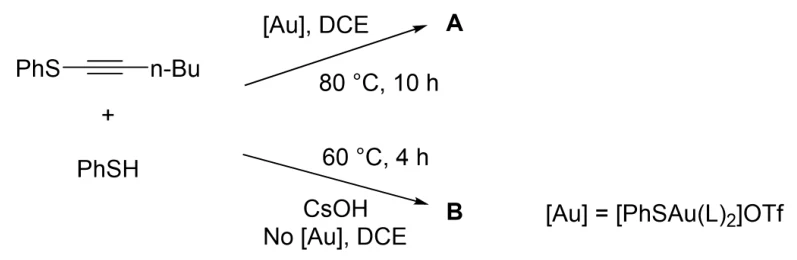 [Au], DCE
A
80 °C, 10 h
PhS
n-Bu
+
PhSH
60 °C, 4 h
CsOH
B
No [Au], DCE
[Au] = [PhSAu(L)2]OTf